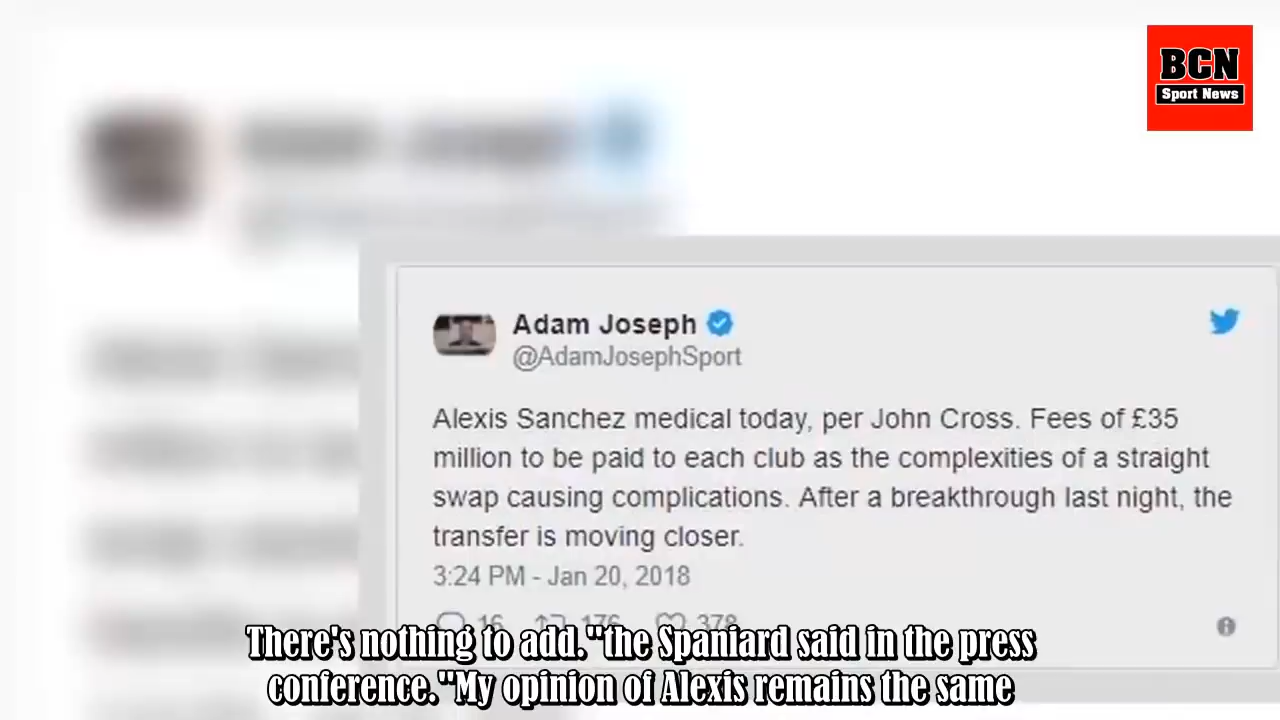 BCN
Sport News
Adam Joseph
@AdamJosephSport
Alexis Sanchez medical today, per John Cross. Fees of £35
million to be paid to each club as the complexities of a straight
swap causing complications. After a breakthrough last night, the
transfer is moving closer.
3:24 PM - Jan 20, 2018
16 176 378
There's nothing to add."the Spaniard said in the press
conference."My opinion of Alexis remains the same